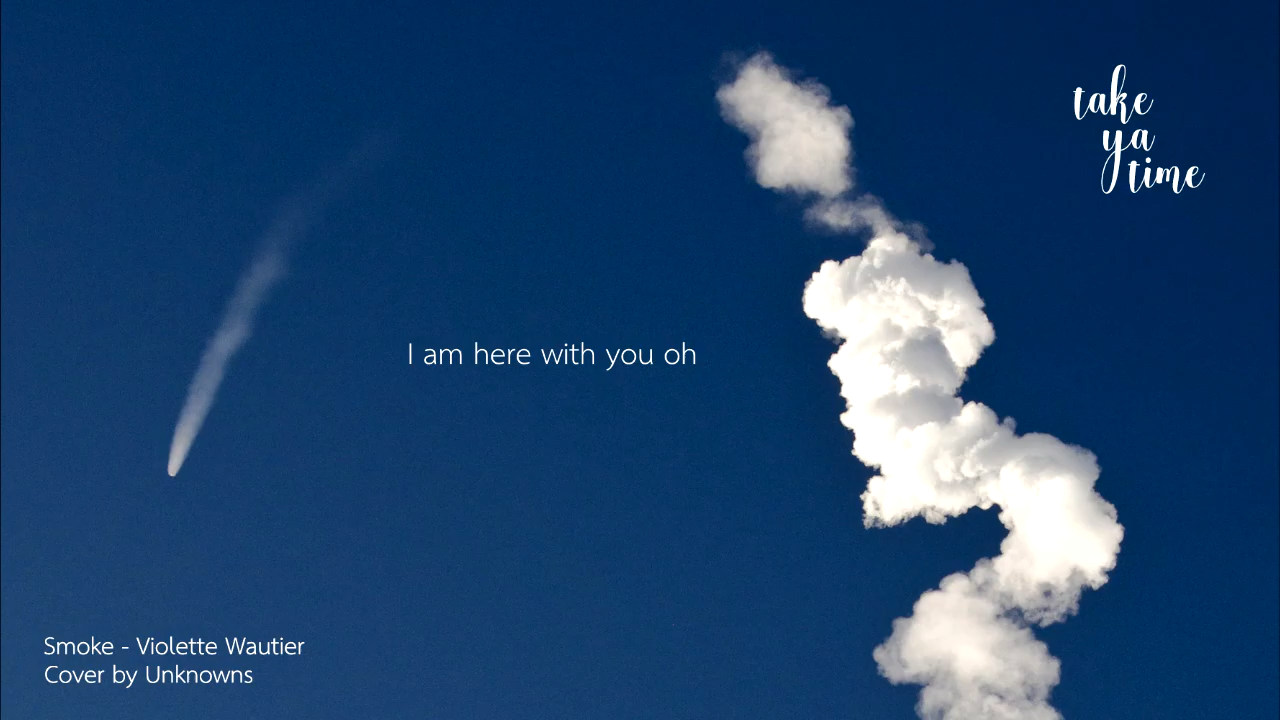 take
ya
time
I am here with you oh
Smoke - Violette Wautier
Cover by Unknowns